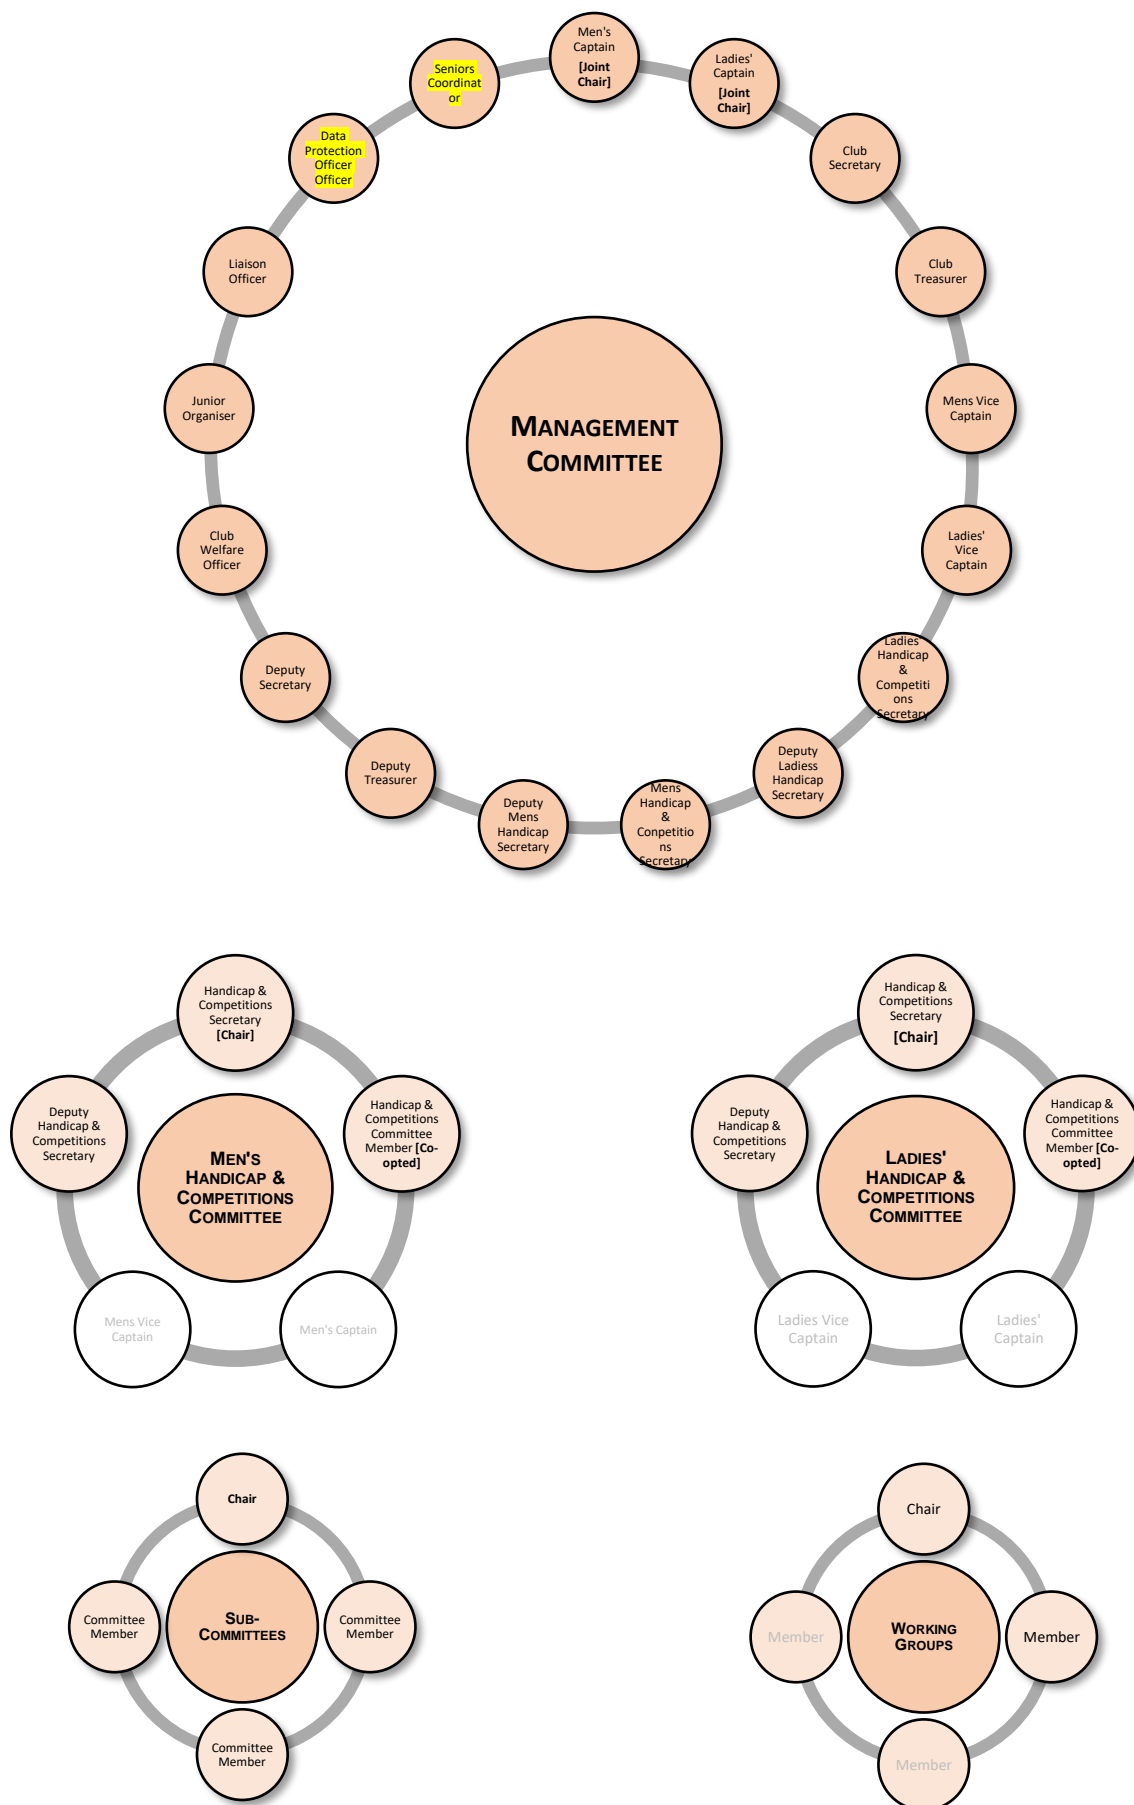 Men's
Captain
[Joint
Chair]
Ladies'
Captain
[Joint
Chair]
Club
Secretary
Club
Treasurer
Mens Vice
Captain
Ladies'
Vice
Captain
Ladies
Handicap
&
Competiti
ons
Secretary
Deputy
Ladiess
Handicap
Secretary
Mens
Handicap
&
Conpetitio
ns
Secretary
Deputy
Mens
Handicap
Secretary
Deputy
Treasurer
Deputy
Secretary
Club
Welfare
Officer
Junior
Organiser
Liaison
Officer
Data
Protection
Officer
Officer
Seniors
Coordinat
or
MANAGEMENT
COMMITTEE
Handicap &
Competitions
Secretary
[Chair]
Handicap &
Competitions
Committee
Member [Co-
opted]
Men's Captain
Mens Vice
Captain
Deputy
Handicap &
Competitions
Secretary
MEN'S
HANDICAP &
COMPETITIONS
COMMITTEE
Handicap &
Competitions
Secretary
[Chair]
Handicap &
Competitions
Committee
Member [Co-
opted]
Ladies'
Captain
Ladies Vice
Captain
Deputy
Handicap &
Competitions
Secretary
LADIES'
HANDICAP &
COMPETITIONS
COMMITTEE
Chair
Committee
Member
Committee
Member
Committee
Member
SUB-
COMMITTEES
Chair
Member
Member
Member
WORKING
GROUPS